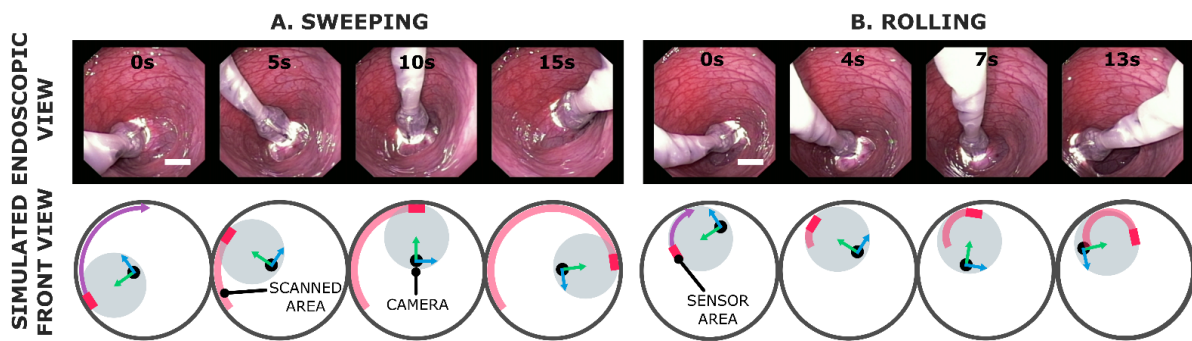 A. SWEEPING
B. ROLLING
SIMULATED ENDOSCOPIC
FRONT VIEW VIEW
0s
5s
10s
15s
0s
4s
7s
13s
SCANNED
AREA
CAMERA
SENSOR
AREA